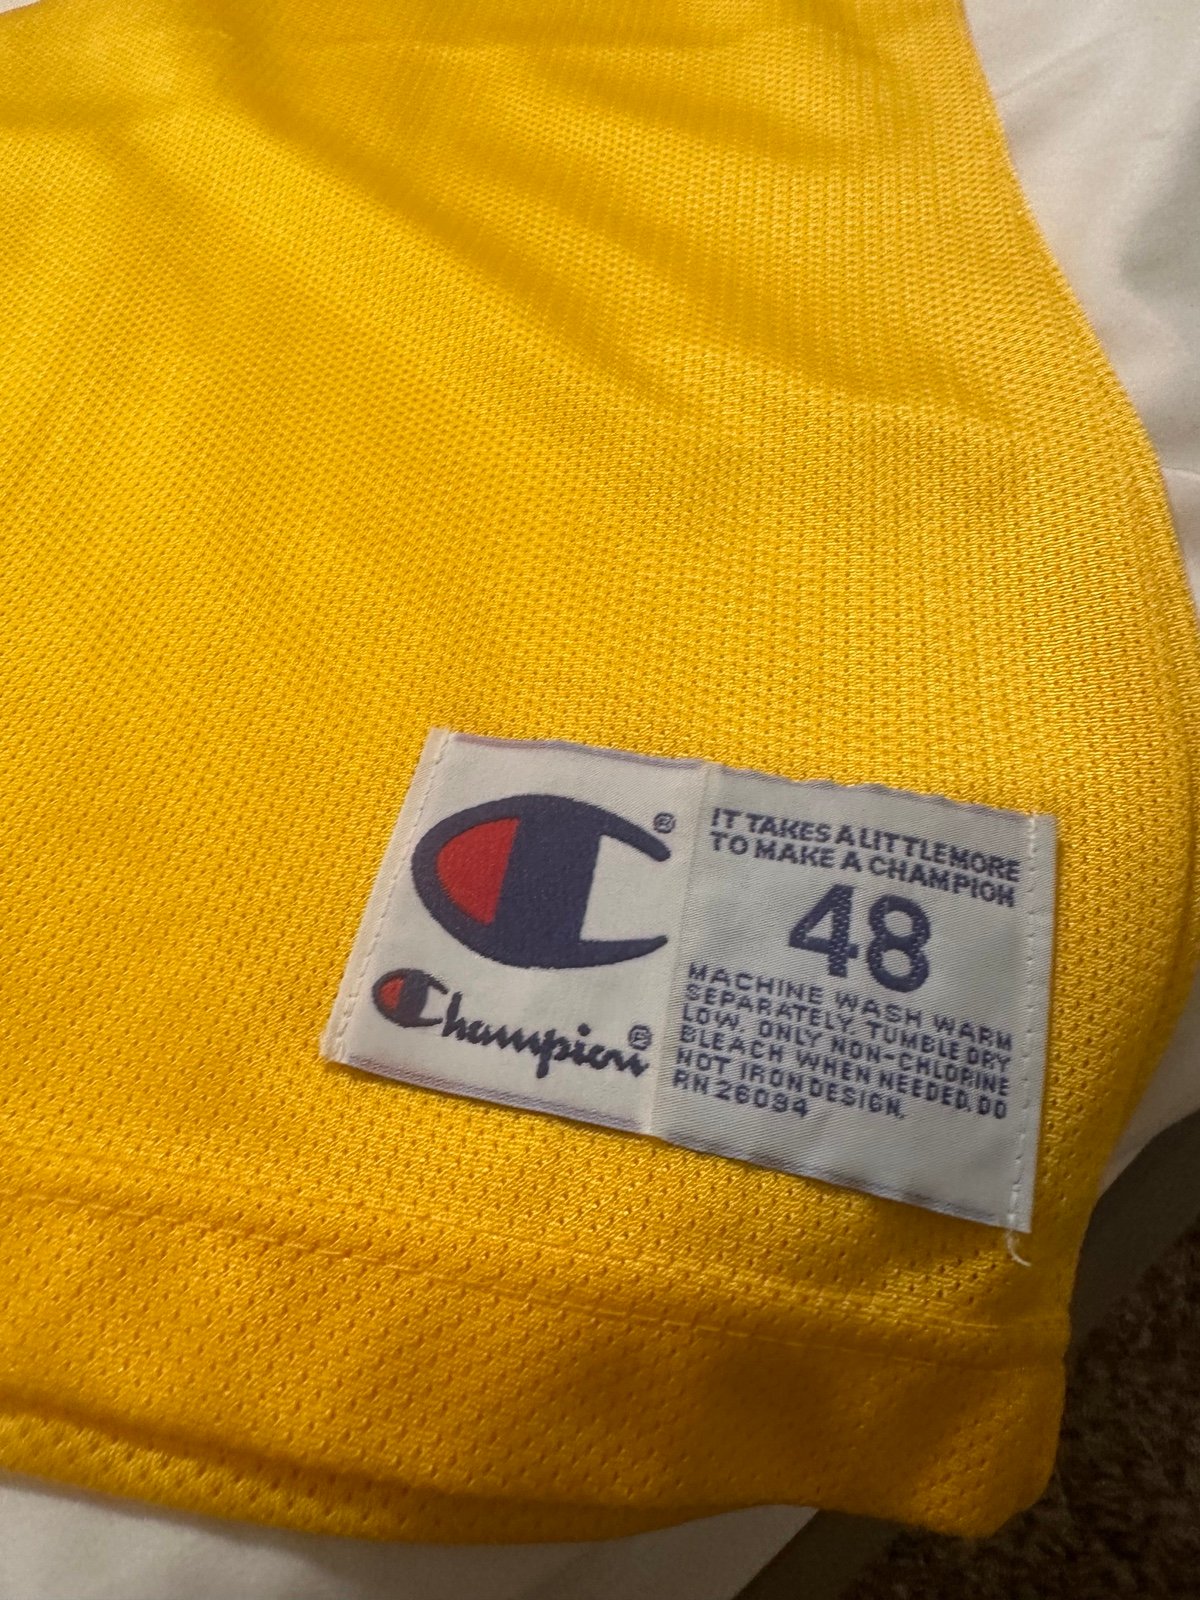 Champion®
IT TAKES A LITTLE MORE
TO MAKE A CHAMPION
48
MACHINE WASH WARM
SEPARATELY. TUMBLE DRY
LOW. ONLY NON-CHLORINE
BLEACH WHEN NEEDED. DO
NOT IRON DESIGN.
RN 26094